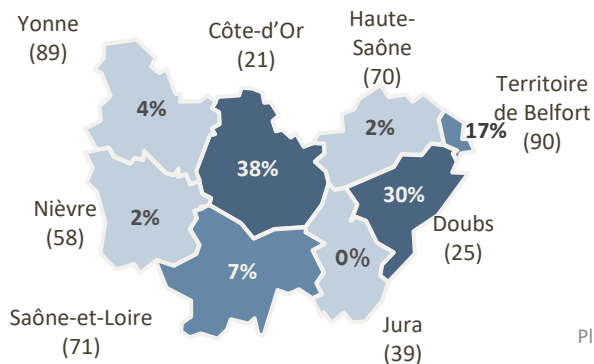 Yonne
(89)
Côte-d’Or
(21)
Haute-
Saône
(70)
Territoire
de Belfort
(90)
4%
38%
2%
17%
Nièvre
(58)
2%
30%
Doubs
(25)
7%
0%
Saône-et-Loire
(71)
Jura
(39)